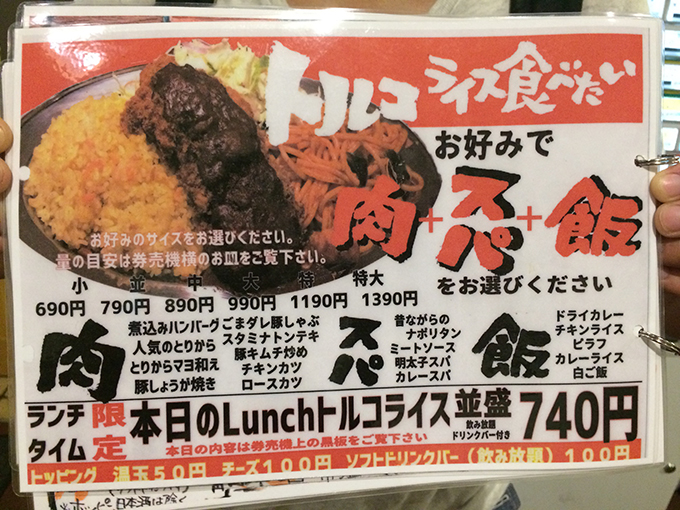 トルコライス食べたい
お好みで
肉+スパ+飯
をお選びください
お好みのサイズをお選びください。
量の目安は券売機横のお皿をご覧下さい。
小 並 中 大 特 特大
690円 790円 890円 990円 1190円 1390円
肉
煮込みハンバーグ
人気のとりから
とりからマヨ和え
豚しょうが焼き
ごまダレ豚しゃぶ
スタミナトンテキ
豚キムチ炒め
チキンカツ
ロースカツ
スパ
昔ながらの
ナポリタン
ミートソース
明太子スパ
カレースパ
飯
ドライカレー
チキンライス
ピラフ
カレーライス
白ご飯
ランチタイム限定
本日のLunchトルコライス並盛 740円
飲み放題
ドリンクバー付き
本日の内容は券売機上の黒板をご覧下さい
トッピング 温玉50円 チーズ100円 ソフトドリンクバー(飲み放題)100円
日本酒は除く